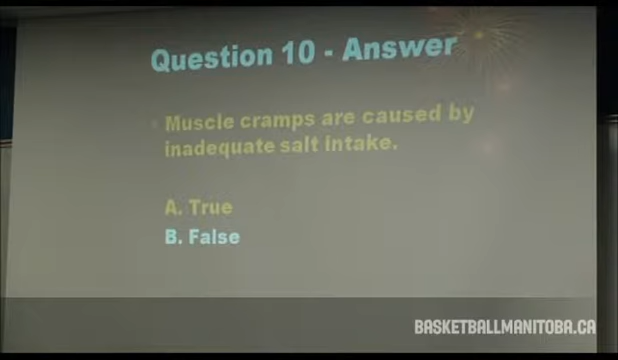 Question 10 - Answer
Muscle cramps are caused by
inadequate salt intake.
A. True
B. False
BASKETBALLMANITOBA.CA